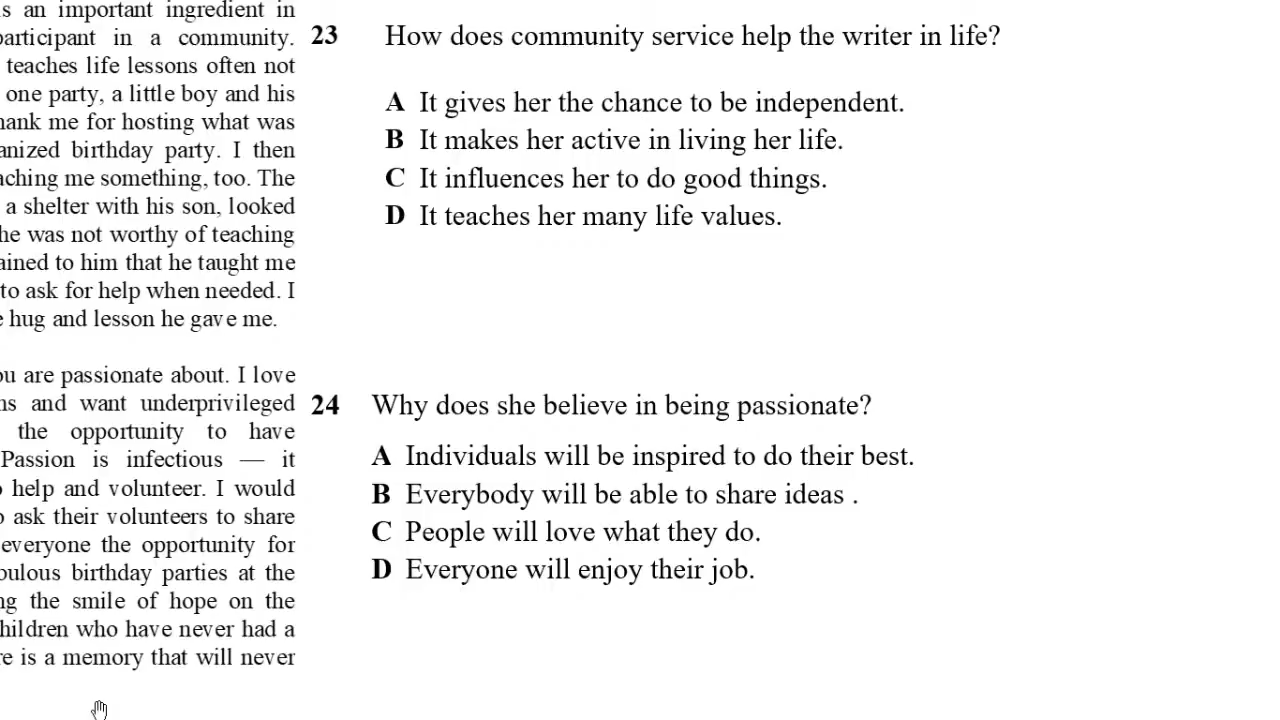 s an important ingredient in
participant in a community.
teaches life lessons often not
one party, a little boy and his
hank me for hosting what was
anized birthday party. I then
aching me something, too. The
a shelter with his son, looked
he was not worthy of teaching
ained to him that he taught me
to ask for help when needed. I
e hug and lesson he gave me.
ou are passionate about. I love
ns and want underprivileged
the opportunity to have
Passion is infectious — it
o help and volunteer. I would
o ask their volunteers to share
everyone the opportunity for
bulous birthday parties at the
ng the smile of hope on the
hildren who have never had a
re is a memory that will never
23 How does community service help the writer in life?
A It gives her the chance to be independent.
B It makes her active in living her life.
C It influences her to do good things.
D It teaches her many life values.
24 Why does she believe in being passionate?
A Individuals will be inspired to do their best.
B Everybody will be able to share ideas .
C People will love what they do.
D Everyone will enjoy their job.